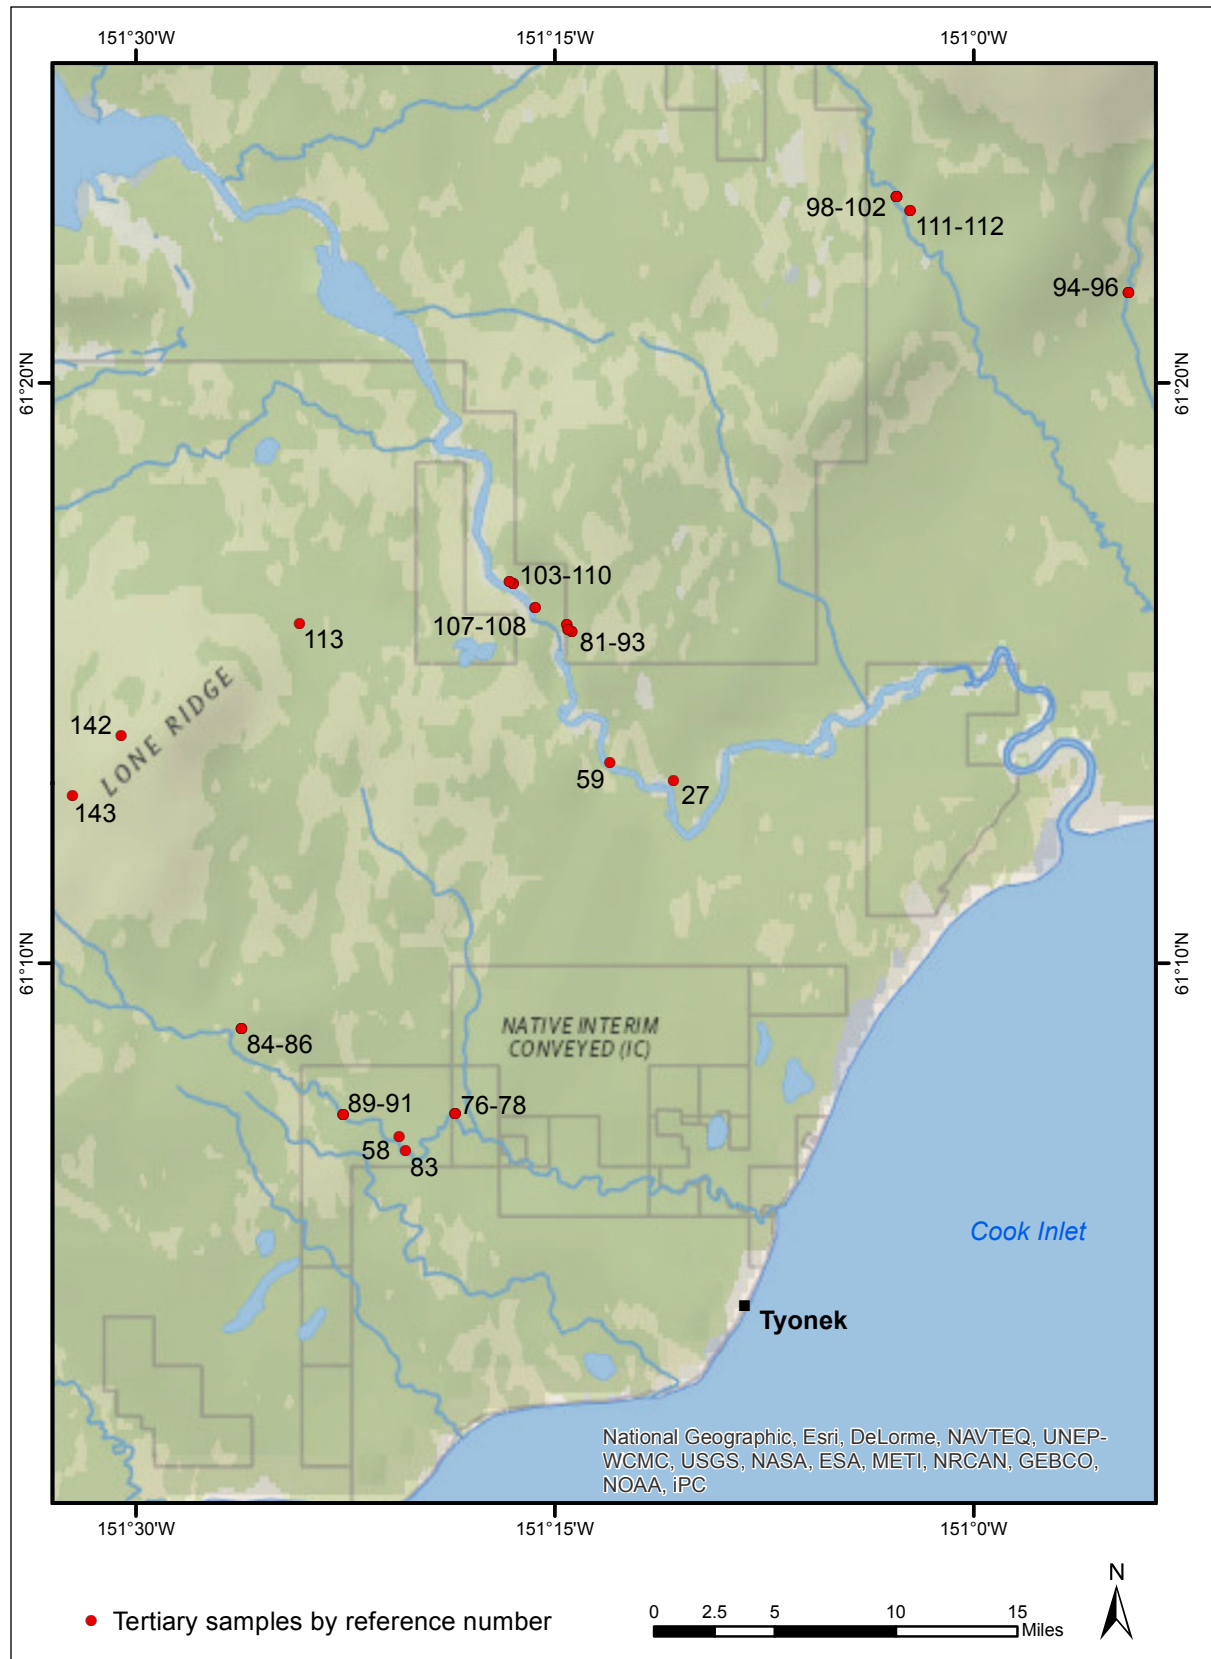 151°30'W
151°15'W
151°0'W
98-102
111-112
94-96
61°20'N
61°20'N
103-110
107-108
81-93
113
142
LONE RIDGE
143
59
27
61°10'N
61°10'N
NATIVE INTERIM
CONVEYED (IC)
84-86
89-91
76-78
58
83
Cook Inlet
Tyonek
National Geographic, Esri, DeLorme, NAVTEQ, UNEP-
WCMC, USGS, NASA, ESA, METI, NRCAN, GEBCO,
NOAA, iPC
151°30'W
151°15'W
151°0'W
N
Tertiary samples by reference number
0
2.5
5
10
15
Miles